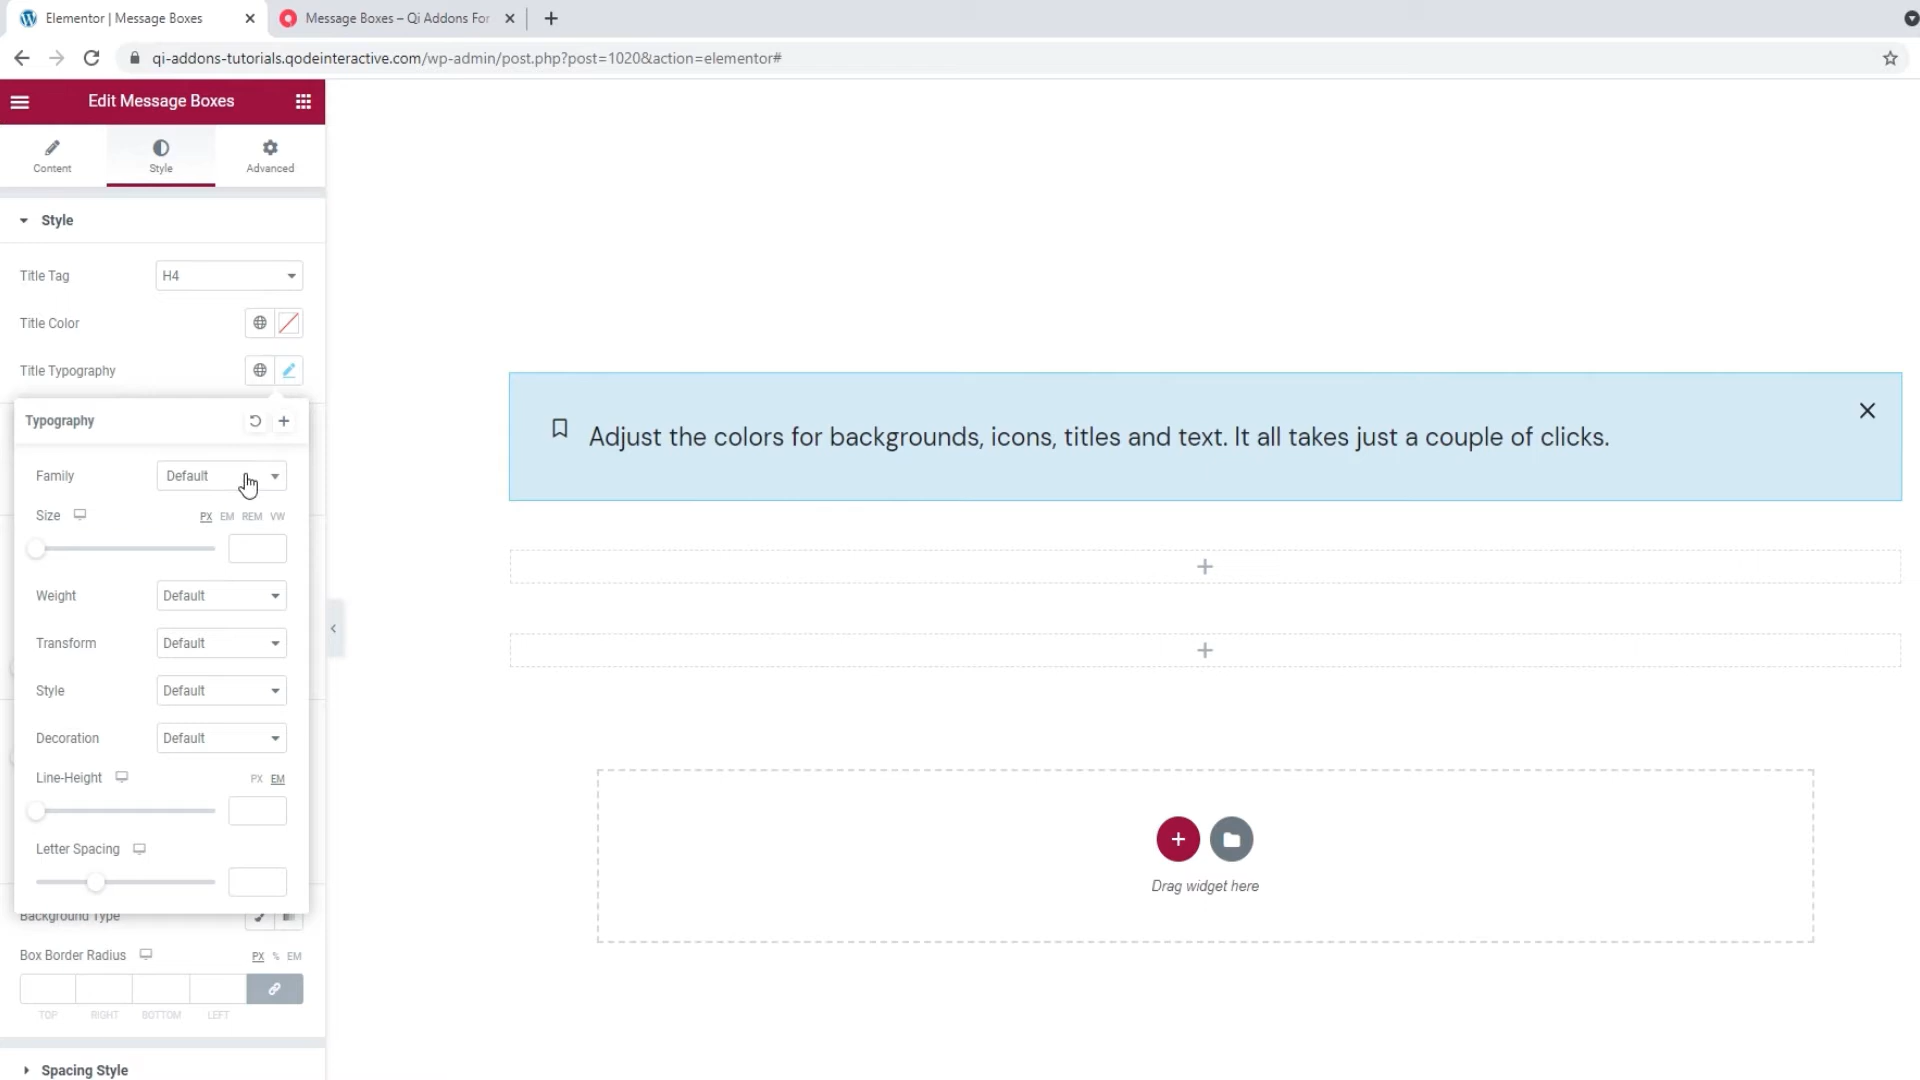 Elementor | Message Boxes
Message Boxes – Qi Addons For
qi-addons-tutorials.qodeinteractive.com/wp-admin/post.php?post=1020&action=elementor#
Edit Message Boxes
Content
Style
Advanced
Style
Title Tag
H4
Title Color
Title Typography
Typography
Family
Default
Size
PX EM REM VW
Weight
Default
Transform
Default
Style
Default
Decoration
Default
Line-Height
PX EM
Letter Spacing
Background Type
Box Border Radius
PX % EM
TOP RIGHT BOTTOM LEFT
Spacing Style
Adjust the colors for backgrounds, icons, titles and text. It all takes just a couple of clicks.
Drag widget here